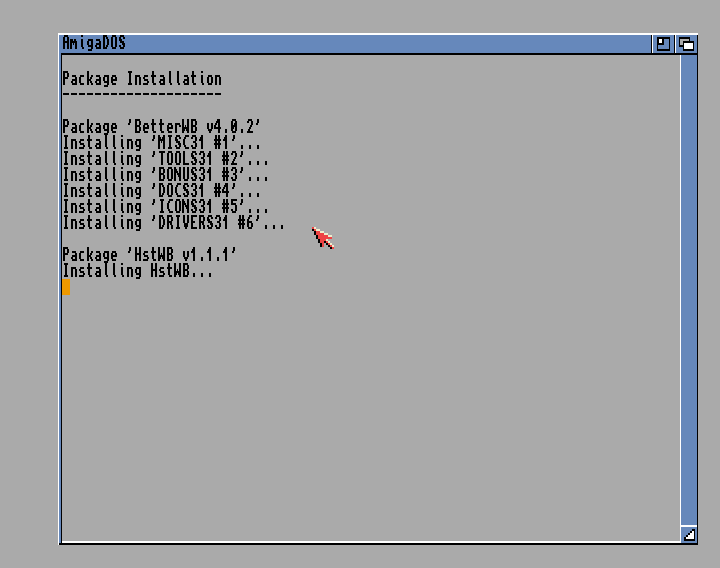 AmigaDOS
Package Installation
--------------------
Package 'BetterWB v4.0.2'
Installing 'MISC31 #1'...
Installing 'TOOLS31 #2'...
Installing 'BONUS31 #3'...
Installing 'DOCS31 #4'...
Installing 'ICONS31 #5'...
Installing 'DRIVERS31 #6'...
Package 'HstWB v1.1.1'
Installing HstWB...